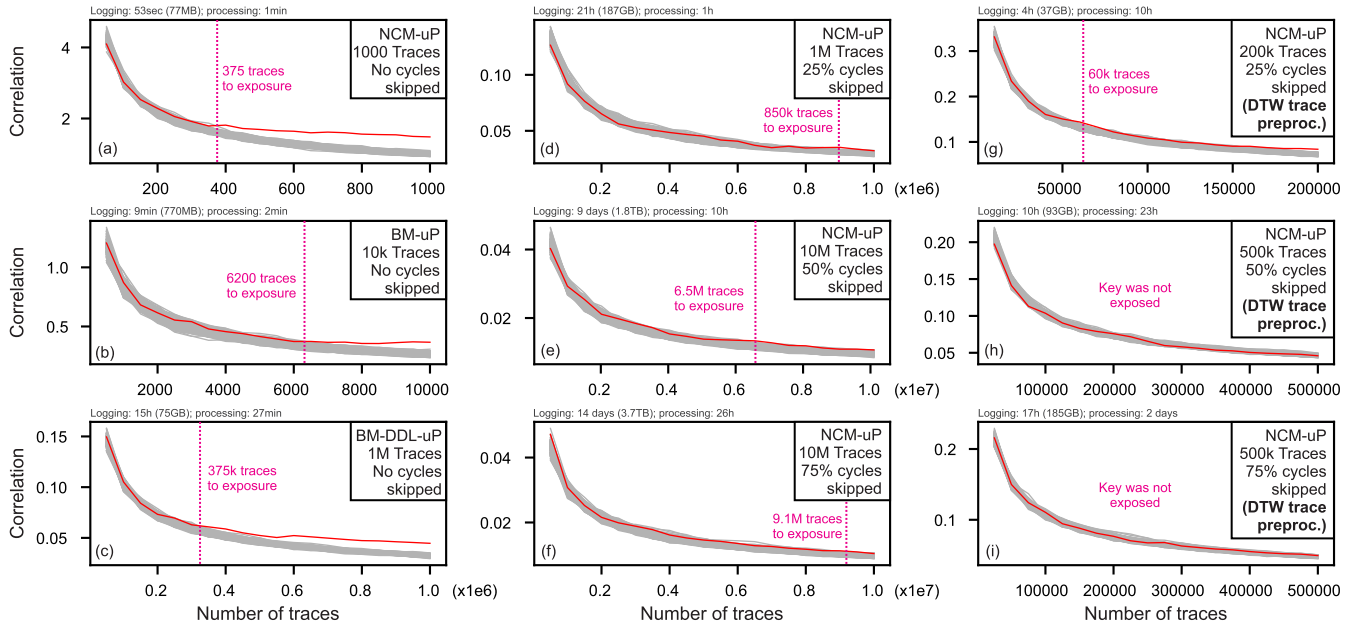 Logging: 53sec (77MB); processing: 1min
Correlation
4
2
NCM-uP
1000 Traces
No cycles
skipped
375 traces
to exposure
(a)
200
400
600
800
1000
Logging: 21h (187GB); processing: 1h
0.10
0.05
NCM-uP
1M Traces
25% cycles
skipped
850k traces
to exposure
(d)
0.2
0.4
0.6
0.8
1.0
(x1e6)
Logging: 4h (37GB); processing: 10h
0.3
0.2
0.1
NCM-uP
200k Traces
25% cycles
skipped
(DTW trace
preproc.)
60k traces
to exposure
(g)
50000
100000
150000
200000
Logging: 9min (770MB); processing: 2min
Correlation
1.0
0.5
BM-uP
10k Traces
No cycles
skipped
6200 traces
to exposure
(b)
2000
4000
6000
8000
10000
Logging: 9 days (1.8TB); processing: 10h
0.04
0.02
NCM-uP
10M Traces
50% cycles
skipped
6.5M traces
to exposure
(e)
0.2
0.4
0.6
0.8
1.0
(x1e7)
Logging: 10h (93GB); processing: 23h
0.20
0.15
0.10
0.05
NCM-uP
500k Traces
50% cycles
skipped
(DTW trace
preproc.)
Key was not
exposed
(h)
100000
200000
300000
400000
500000
Logging: 15h (75GB); processing: 27min
Correlation
0.15
0.10
0.05
BM-DDL-uP
1M Traces
No cycles
skipped
375k traces
to exposure
(c)
0.2
0.4
0.6
0.8
1.0
(x1e6)
Number of traces
Logging: 14 days (3.7TB); processing: 26h
0.04
0.02
NCM-uP
10M Traces
75% cycles
skipped
9.1M traces
to exposure
(f)
0.2
0.4
0.6
0.8
1.0
(x1e7)
Number of traces
Logging: 17h (185GB); processing: 2 days
0.2
0.1
NCM-uP
500k Traces
75% cycles
skipped
(DTW trace
preproc.)
Key was not
exposed
(i)
100000
200000
300000
400000
500000
Number of traces